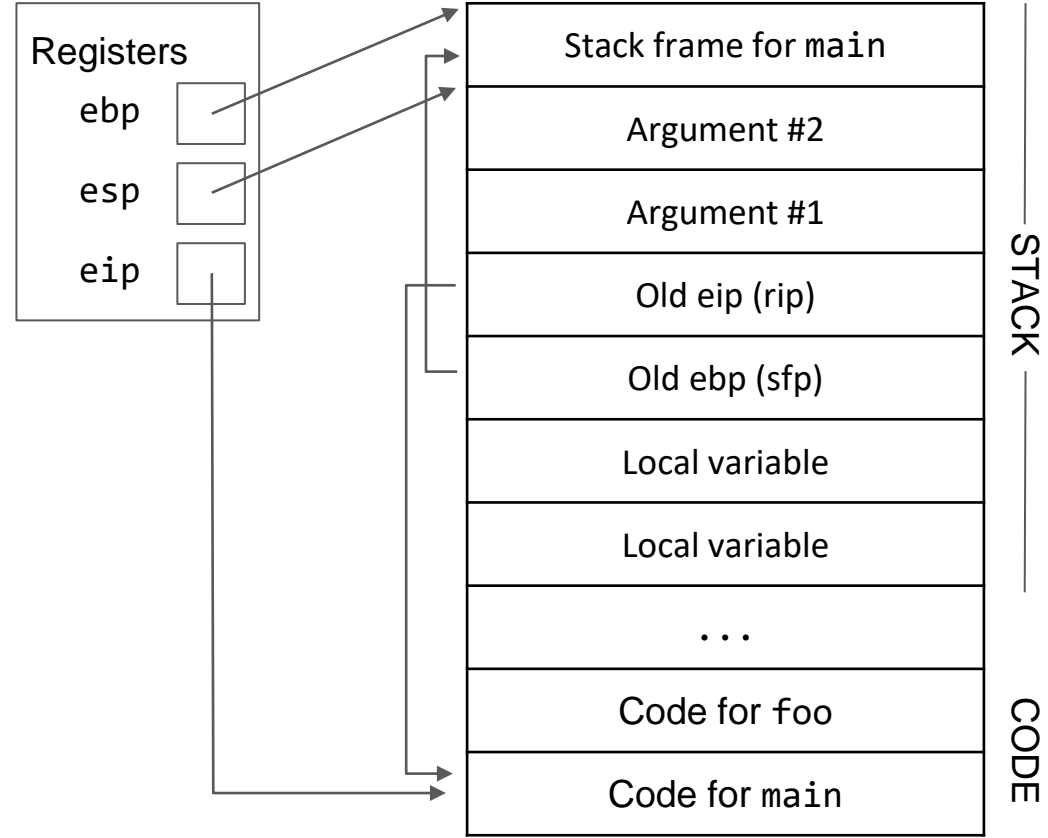 Registers
ebp
esp
eip
Stack frame for main
Argument #2
Argument #1
Old eip (rip)
Old ebp (sfp)
Local variable
Local variable
...
Code for foo
Code for main
STACK
CODE